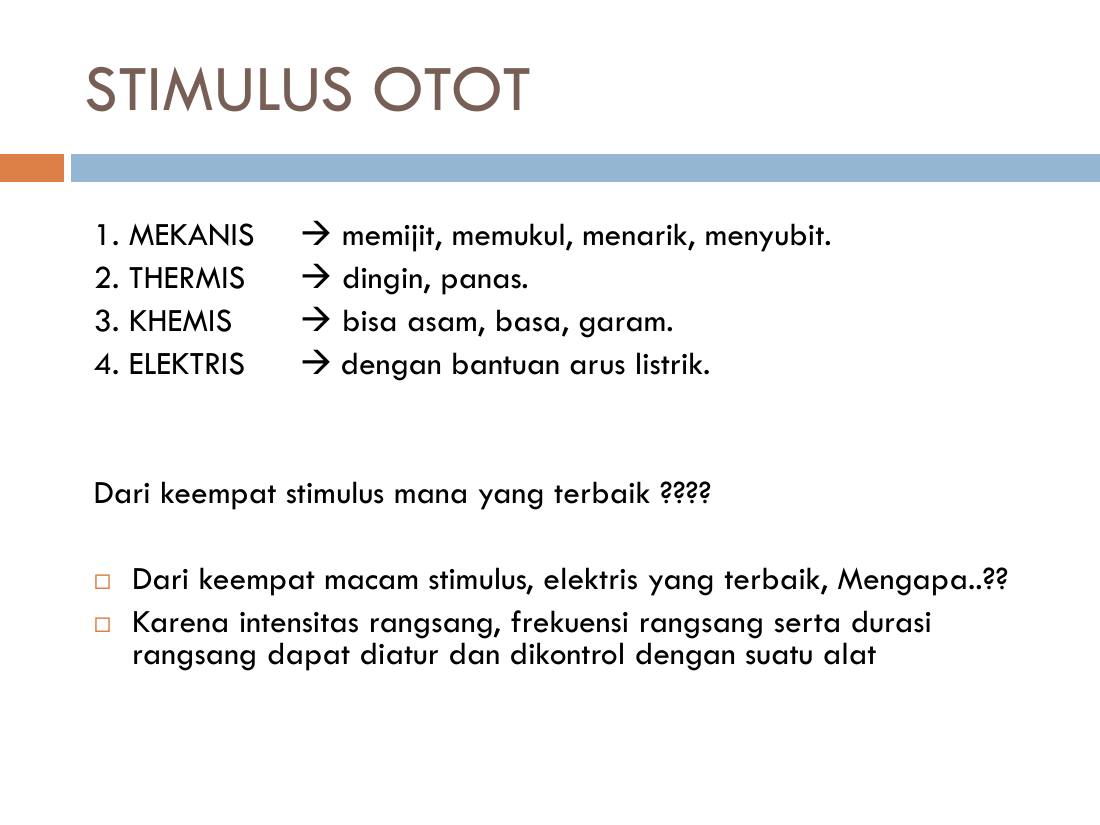 STIMULUS OTOT
1. MEKANIS → memijit, memukul, menarik, menyubit.
2. THERMIS → dingin, panas.
3. KHEMIS → bisa asam, basa, garam.
4. ELEKTRIS → dengan bantuan arus listrik.
Dari keempat stimulus mana yang terbaik ????
□ Dari keempat macam stimulus, elektris yang terbaik, Mengapa..??
□ Karena intensitas rangsang, frekuensi rangsang serta durasi
rangsang dapat diatur dan dikontrol dengan suatu alat